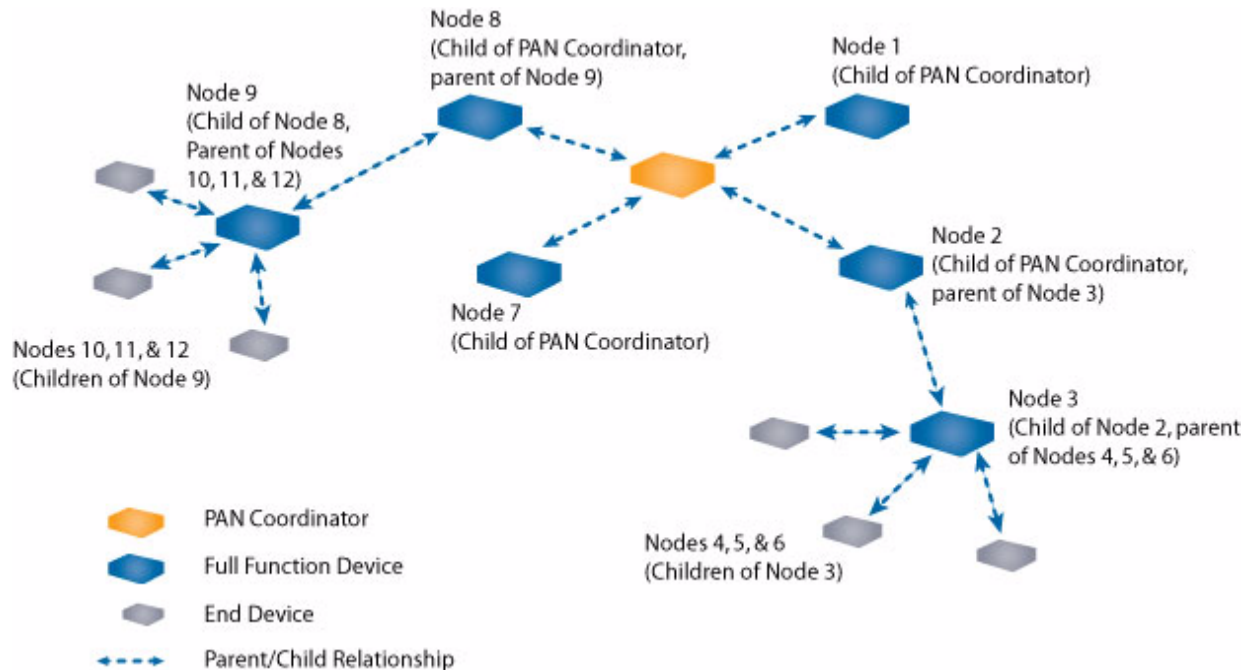 Node 8
(Child of PAN Coordinator,
parent of Node 9)
Node 1
(Child of PAN Coordinator)
Node 9
(Child of Node 8,
Parent of Nodes
10, 11, & 12)
Node 2
(Child of PAN Coordinator,
parent of Node 3)
Node 7
(Child of PAN Coordinator)
Nodes 10, 11, & 12
(Children of Node 9)
Node 3
(Child of Node 2, parent
of Nodes 4, 5, & 6)
Nodes 4, 5, & 6
(Children of Node 3)
PAN Coordinator
Full Function Device
End Device
Parent/Child Relationship